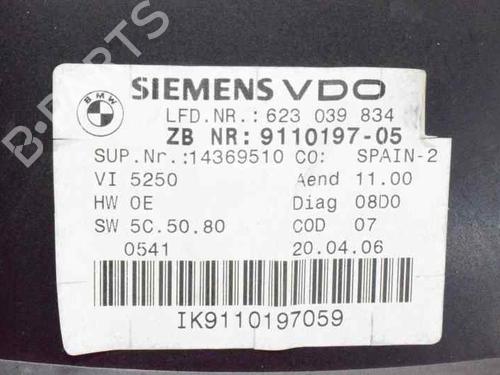 B-PARTS
BMW
SIEMENS VDO
LFD.NR.: 623 039 834
ZB NR: 9110197-05
SUP.Nr.:14369510 CO: SPAIN-2
VI 5250 Aend 11.00
HW 0E Diag 08D0
SW 5C.50.80 COD 07
0541 20.04.06
IK9110197059